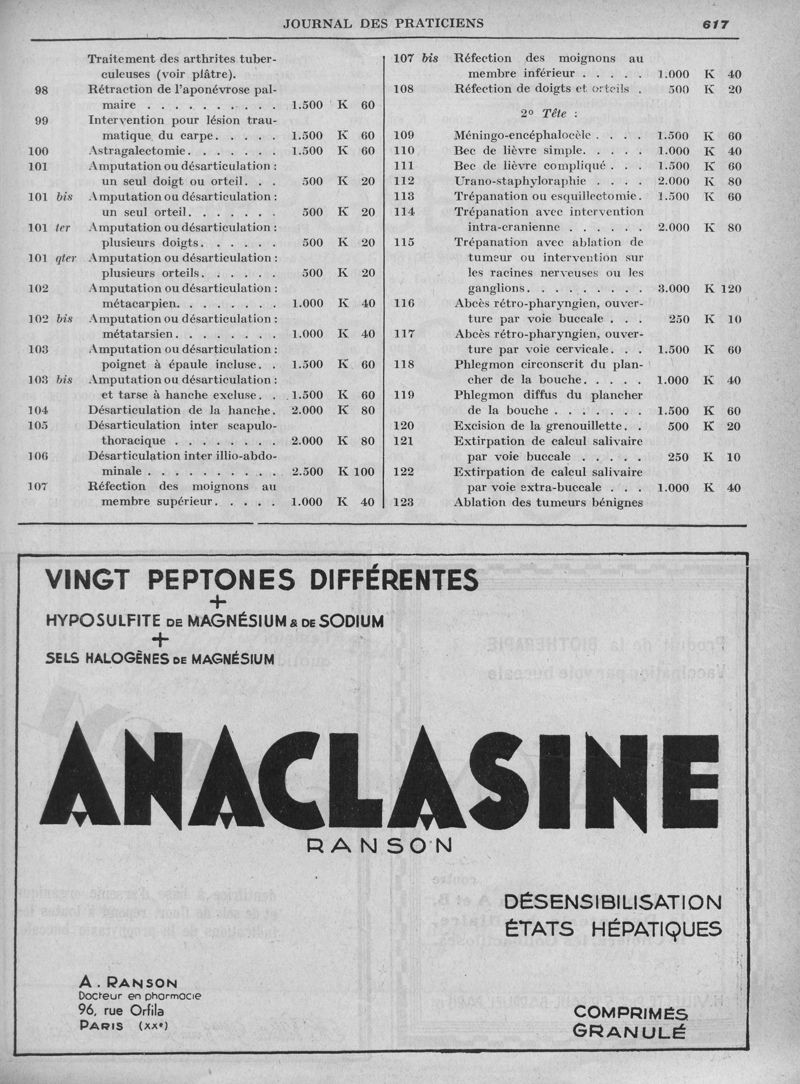 JOURNAL DES PRATICIENS 617
Traitement des arthrites tuber-
culeuses (voir plâtre).
98 Rétraction de l'aponévrose pal-
maire . . . . . . . . . . 1.500 K 60
99 Intervention pour lésion trau-
matique du carpe . . . . . 1.500 K 60
100 Astragalectomie . . . . . . . 1.500 K 60
101 Amputation ou désarticulation :
un seul doigt ou orteil . . . 500 K 20
101 bis Amputation ou désarticulation :
un seul orteil . . . . . . . 500 K 20
101 ter Amputation ou désarticulation :
plusieurs doigts . . . . . . 500 K 20
101 qter Amputation ou désarticulation :
plusieurs orteils . . . . . . 500 K 20
102 Amputation ou désarticulation :
métacarpien . . . . . . . . 1.000 K 40
102 bis Amputation ou désarticulation :
métatarsien . . . . . . . . 1.000 K 40
103 Amputation ou désarticulation :
poignet à épaule incluse . . 1.500 K 60
103 bis Amputation ou désarticulation :
et tarse à hanche excluse . . 1.500 K 60
104 Désarticulation de la hanche. 2.000 K 80
105 Désarticulation inter scapulo-
thoracique . . . . . . . . 2.000 K 80
106 Désarticulation inter illio-abdo-
minale . . . . . . . . . . 2.500 K 100
107 Réfection des moignons au
membre supérieur . . . . . 1.000 K 40
107 bis Réfection des moignons au
membre inférieur . . . . . 1.000 K 40
108 Réfection de doigts et orteils . 500 K 20
2º Tête :
109 Méningo-encéphalocèle . . . . 1.500 K 60
110 Bec de lièvre simple . . . . . 1.000 K 40
111 Bec de lièvre compliqué . . . 1.500 K 60
112 Urano-staphyloraphie . . . . 2.000 K 80
113 Trépanation ou esquillectomie . 1.500 K 60
114 Trépanation avec intervention
intra-cranienne . . . . . . 2.000 K 80
115 Trépanation avec ablation de
tumeur ou intervention sur
les racines nerveuses ou les
ganglions . . . . . . . . . 3.000 K 120
116 Abcès rétro-pharyngien, ouver-
ture par voie buccale . . . 250 K 10
117 Abcès rétro-pharyngien, ouver-
ture par voie cervicale . . . 1.500 K 60
118 Phlegmon circonscrit du plan-
cher de la bouche . . . . . 1.000 K 40
119 Phlegmon diffus du plancher
de la bouche . . . . . . . 1.500 K 60
120 Excision de la grenouillette . . 500 K 20
121 Extirpation de calcul salivaire
par voie buccale . . . . . 250 K 10
122 Extirpation de calcul salivaire
par voie extra-buccale . . . 1.000 K 40
123 Ablation des tumeurs bénignes
VINGT PEPTONES DIFFÉRENTES
+
HYPOSULFITE DE MAGNÉSIUM & DE SODIUM
+
SELS HALOGÈNES DE MAGNÉSIUM
ANACLASINE
RANSON
DÉSENSIBILISATION
ÉTATS HÉPATIQUES
A. RANSON
Docteur en pharmacie
96, rue Orfila
PARIS (XXe)
COMPRIMÉS
GRANULÉ